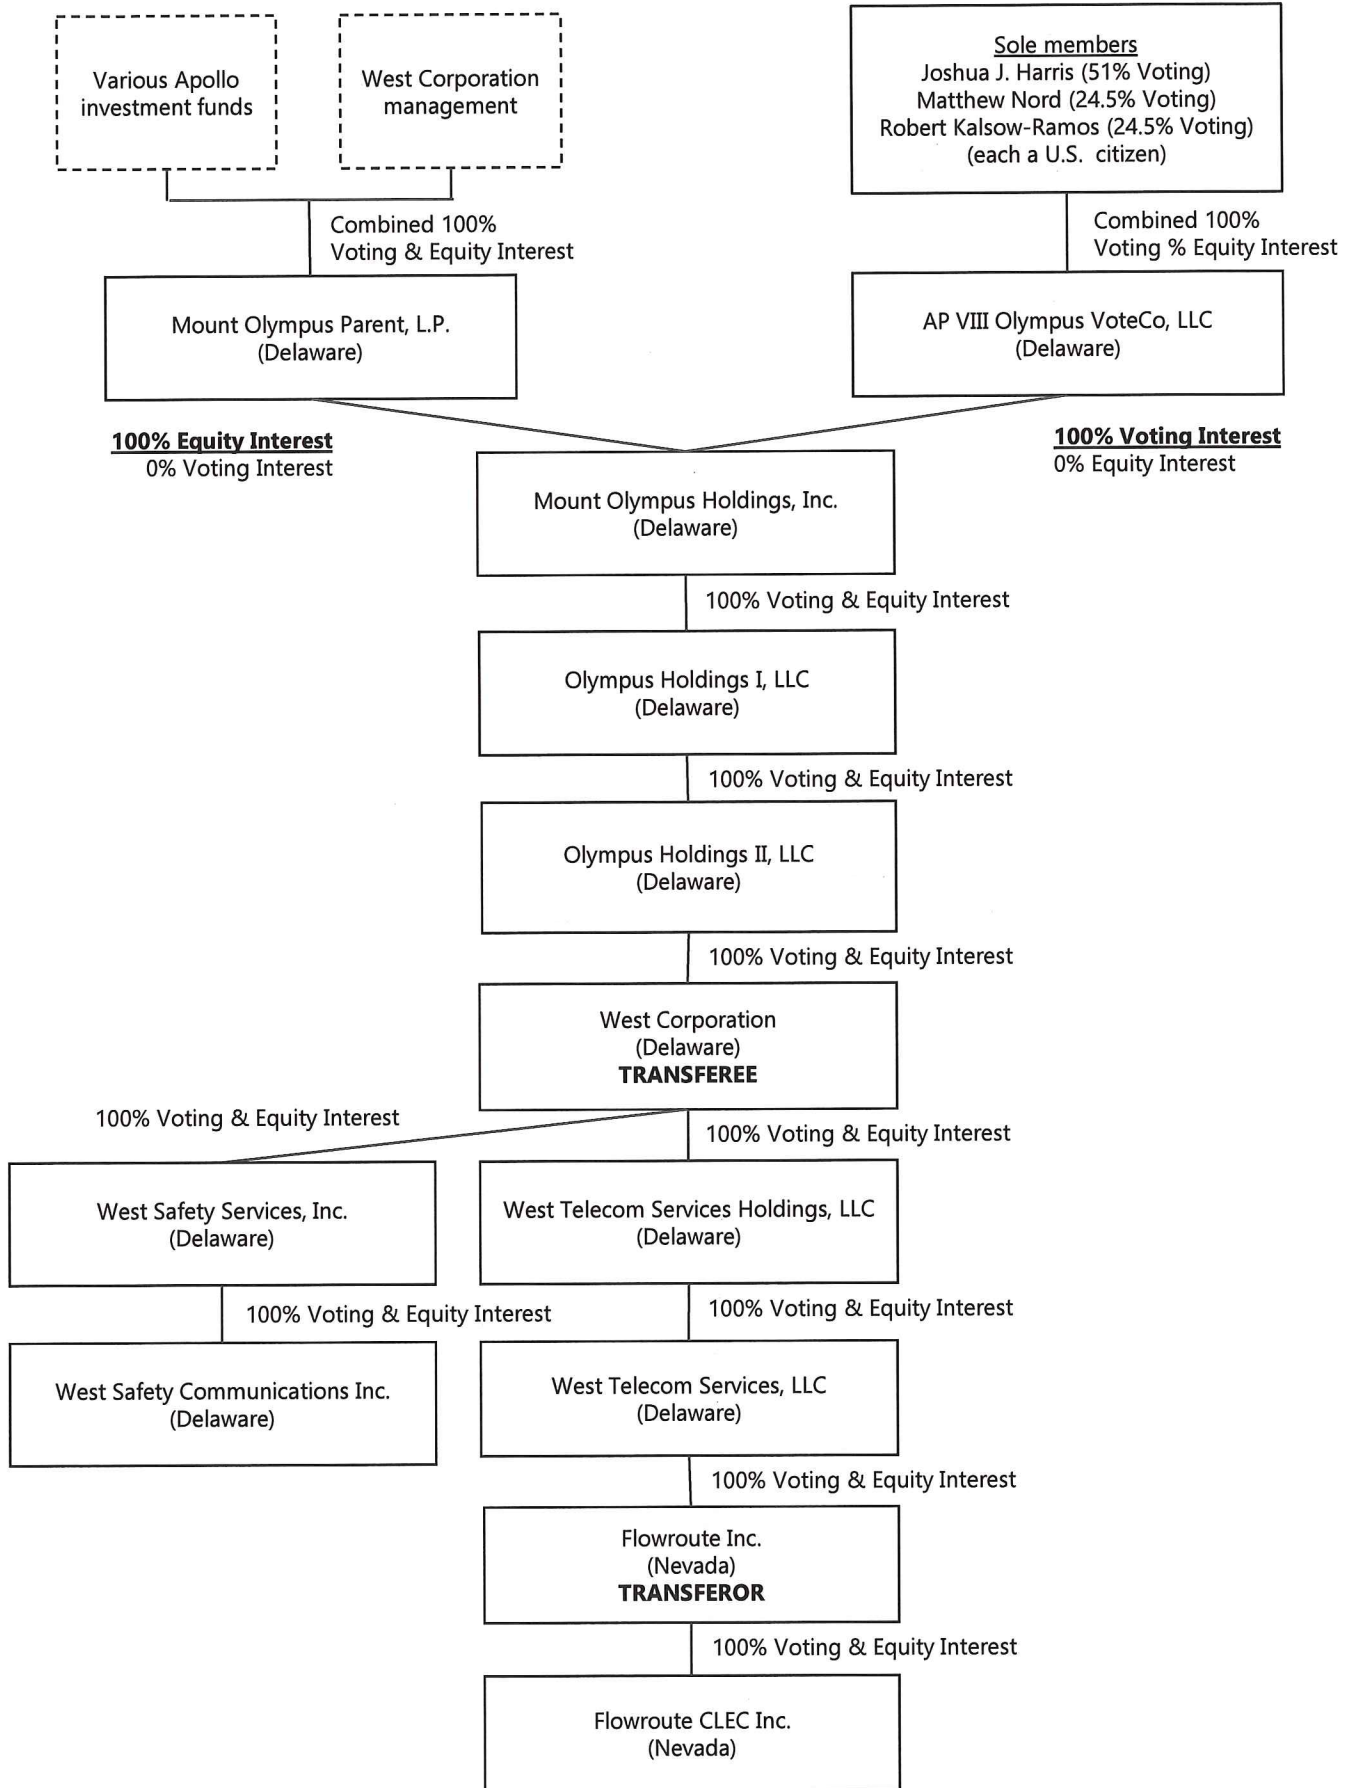 Various Apollo
investment funds
West Corporation
management
Sole members
Joshua J. Harris (51% Voting)
Matthew Nord (24.5% Voting)
Robert Kalsow-Ramos (24.5% Voting)
(each a U.S. citizen)
Combined 100%
Voting & Equity Interest
Combined 100%
Voting % Equity Interest
Mount Olympus Parent, L.P.
(Delaware)
AP VIII Olympus VoteCo, LLC
(Delaware)
100% Equity Interest
0% Voting Interest
100% Voting Interest
0% Equity Interest
Mount Olympus Holdings, Inc.
(Delaware)
100% Voting & Equity Interest
Olympus Holdings I, LLC
(Delaware)
100% Voting & Equity Interest
Olympus Holdings II, LLC
(Delaware)
100% Voting & Equity Interest
West Corporation
(Delaware)
TRANSFEREE
100% Voting & Equity Interest
100% Voting & Equity Interest
West Safety Services, Inc.
(Delaware)
West Telecom Services Holdings, LLC
(Delaware)
100% Voting & Equity Interest
100% Voting & Equity Interest
West Safety Communications Inc.
(Delaware)
West Telecom Services, LLC
(Delaware)
100% Voting & Equity Interest
Flowroute Inc.
(Nevada)
TRANSFEROR
100% Voting & Equity Interest
Flowroute CLEC Inc.
(Nevada)